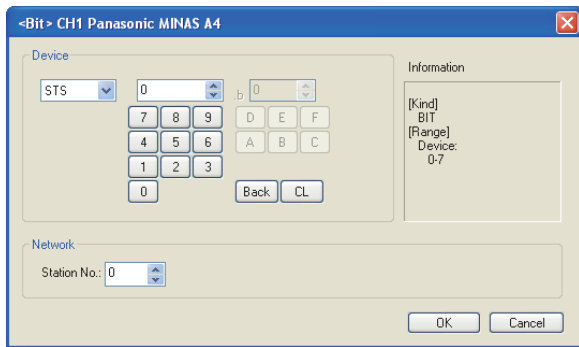 <Bit> CH1 Panasonic MINAS A4
Device
STS 0 .b 0
7 8 9 D E F
4 5 6 A B C
1 2 3
0 Back CL
Information
[Kind]
BIT
[Range]
Device:
0-7
Network
Station No.: 0
OK Cancel